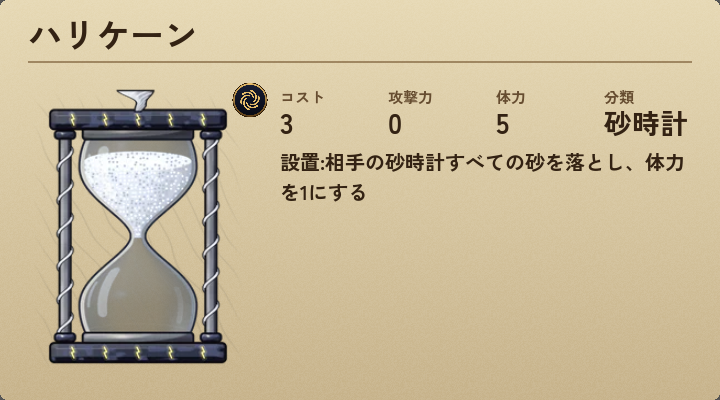 ハリケーン
コスト 攻撃力 体力 分類
3 0 5 砂時計
設置:相手の砂時計すべての砂を落とし、体力
を1にする